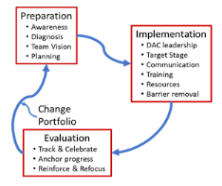 Preparation
• Awareness
• Diagnosis
• Team Vision
• Planning
Implementation
• DAC leadership
• Target Stage
• Communication
• Training
• Resources
• Barrier removal
Change
Portfolio
Evaluation
• Track & Celebrate
• Anchor progress
• Reinforce & Refocus